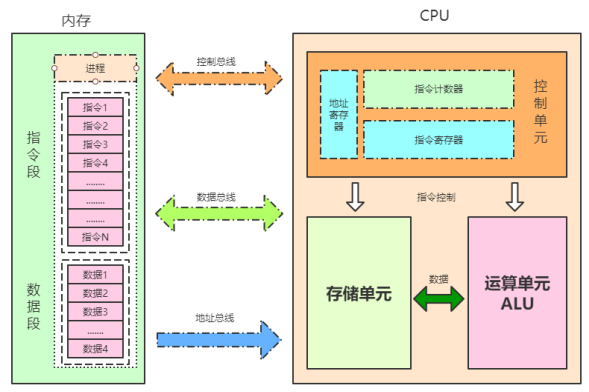 内存
CPU
进程
指令段
指令1
指令2
指令3
指令4
........
........
........
指令N
数据段
数据1
数据2
数据3
.......
数据4
控制总线
数据总线
地址总线
控制单元
地址
寄存
器
指令计数器
指令寄存器
指令控制
存储单元
数据
运算单元
ALU